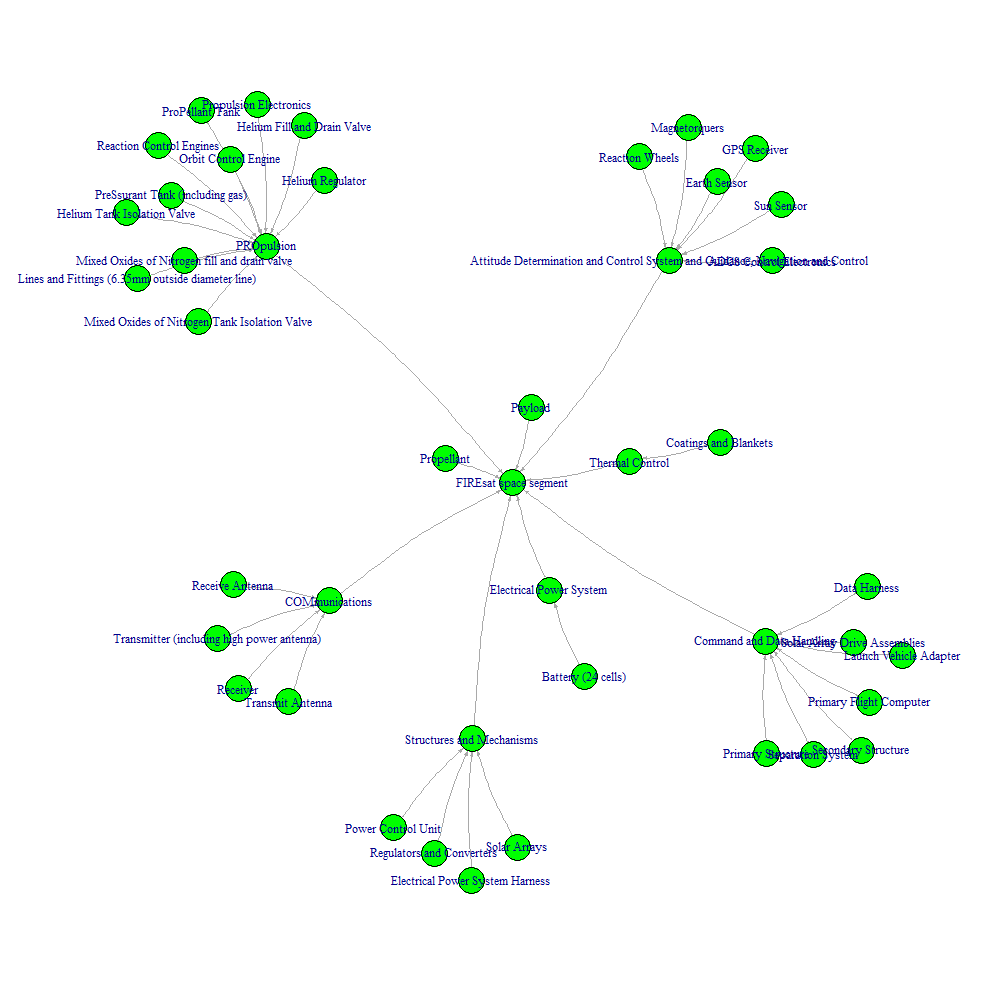 Propulsion Electronics
ProPellant Tank
Helium Fill and Drain Valve
Magnetorquers
Reaction Control Engines
GPS Receiver
Reaction Wheels
Orbit Control Engine
Helium Regulator
Earth Sensor
PreSsurant Tank (including gas)
Sun Sensor
Helium Tank Isolation Valve
PROpulsion
Mixed Oxides of Nitrogen fill and drain valve
Attitude Determination and Control System and Guidance, Navigation and Control
ADCS Control Electronics
Lines and Fittings (6.35mm outside diameter line)
Mixed Oxides of Nitrogen Tank Isolation Valve
Payload
Coatings and Blankets
Propellant
Thermal Control
FIREsat space segment
Receive Antenna
Electrical Power System
Data Harness
COMmunications
Transmitter (including high power antenna)
Command and Data Handling
Solar Array Drive Assemblies
Launch Vehicle Adapter
Battery (24 cells)
Receiver
Transmit Antenna
Primary Flight Computer
Structures and Mechanisms
Primary Structure
Separation System
Secondary Structure
Power Control Unit
Solar Arrays
Regulators and Converters
Electrical Power System Harness